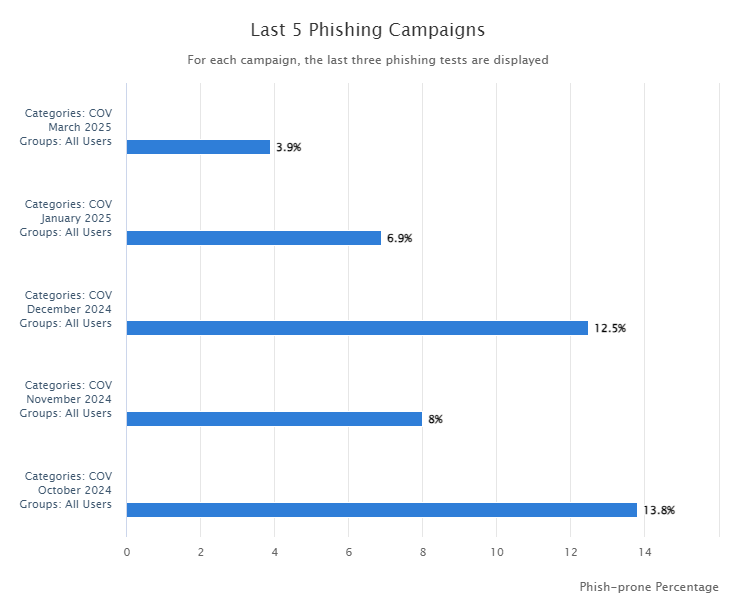 Last 5 Phishing Campaigns
For each campaign, the last three phishing tests are displayed
Categories: COV
March 2025
Groups: All Users
3.9%
Categories: COV
January 2025
Groups: All Users
6.9%
Categories: COV
December 2024
Groups: All Users
12.5%
Categories: COV
November 2024
Groups: All Users
8%
Categories: COV
October 2024
Groups: All Users
13.8%
0 2 4 6 8 10 12 14
Phish-prone Percentage